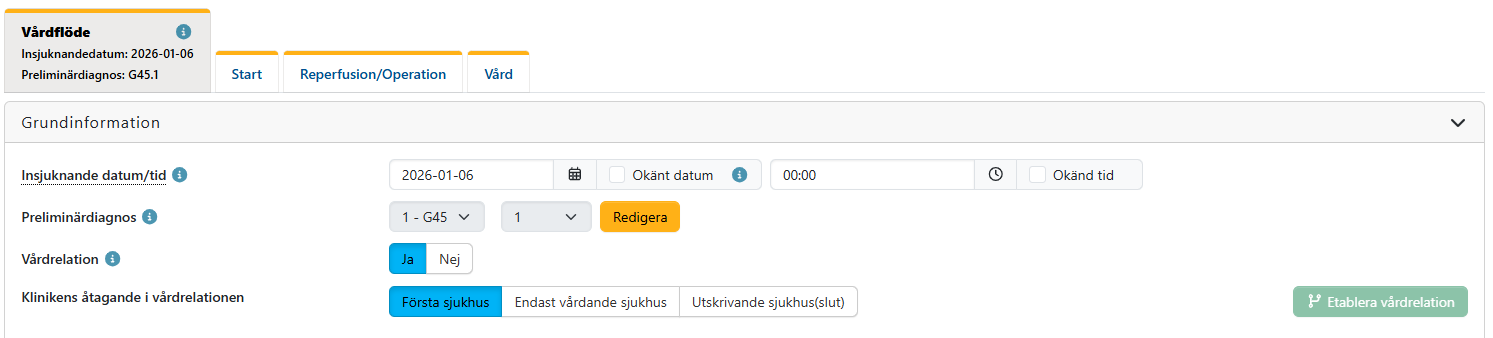 Vårdflöde
Insjuknandedatum: 2026-01-06
Preliminärdiagnos: G45.1
Start
Reperfusion/Operation
Vård
Grundinformation
Insjuknande datum/tid 2026-01-06 Okänt datum 00:00 Okänd tid
Preliminärdiagnos 1 - G45 1 Redigera
Vårdrelation Ja Nej
Klinikens åtagande i vårdrelationen Första sjukhus Endast vårdande sjukhus Utskrivande sjukhus(slut) Etablera vårdrelation